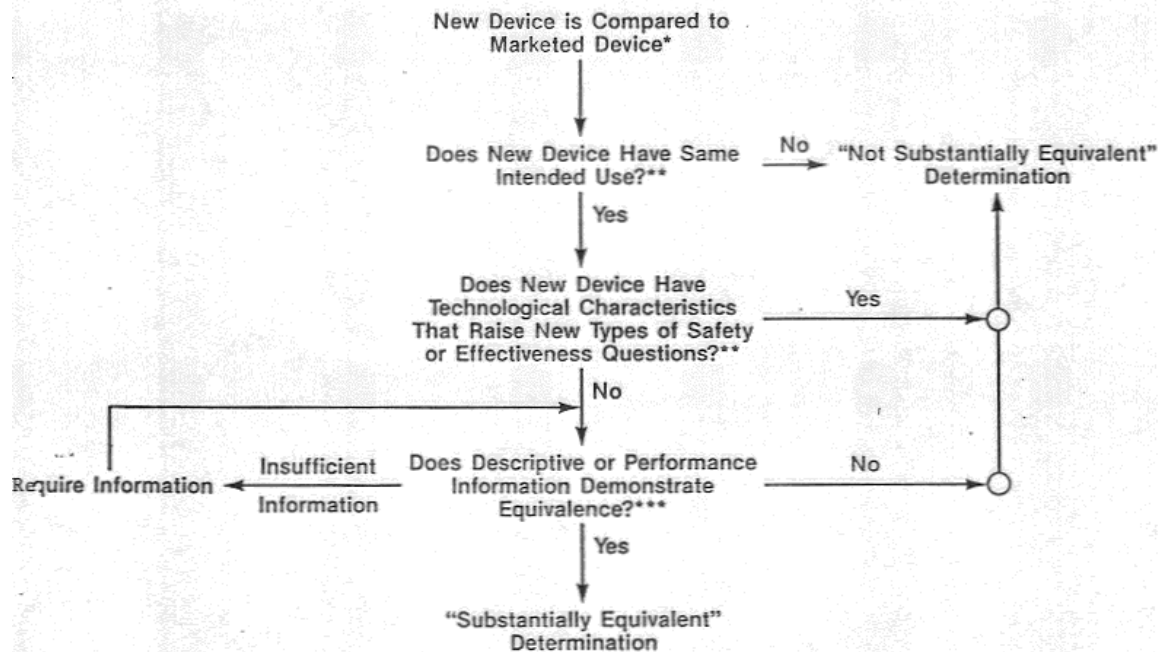 New Device is Compared to
Marketed Device*
Does New Device Have Same
Intended Use?**
No
"Not Substantially Equivalent"
Determination
Yes
Does New Device Have
Technological Characteristics
That Raise New Types of Safety
or Effectiveness Questions?**
Yes
No
Does Descriptive or Performance
Information Demonstrate
Equivalence?***
No
Insufficient
Information
Require Information
Yes
"Substantially Equivalent"
Determination